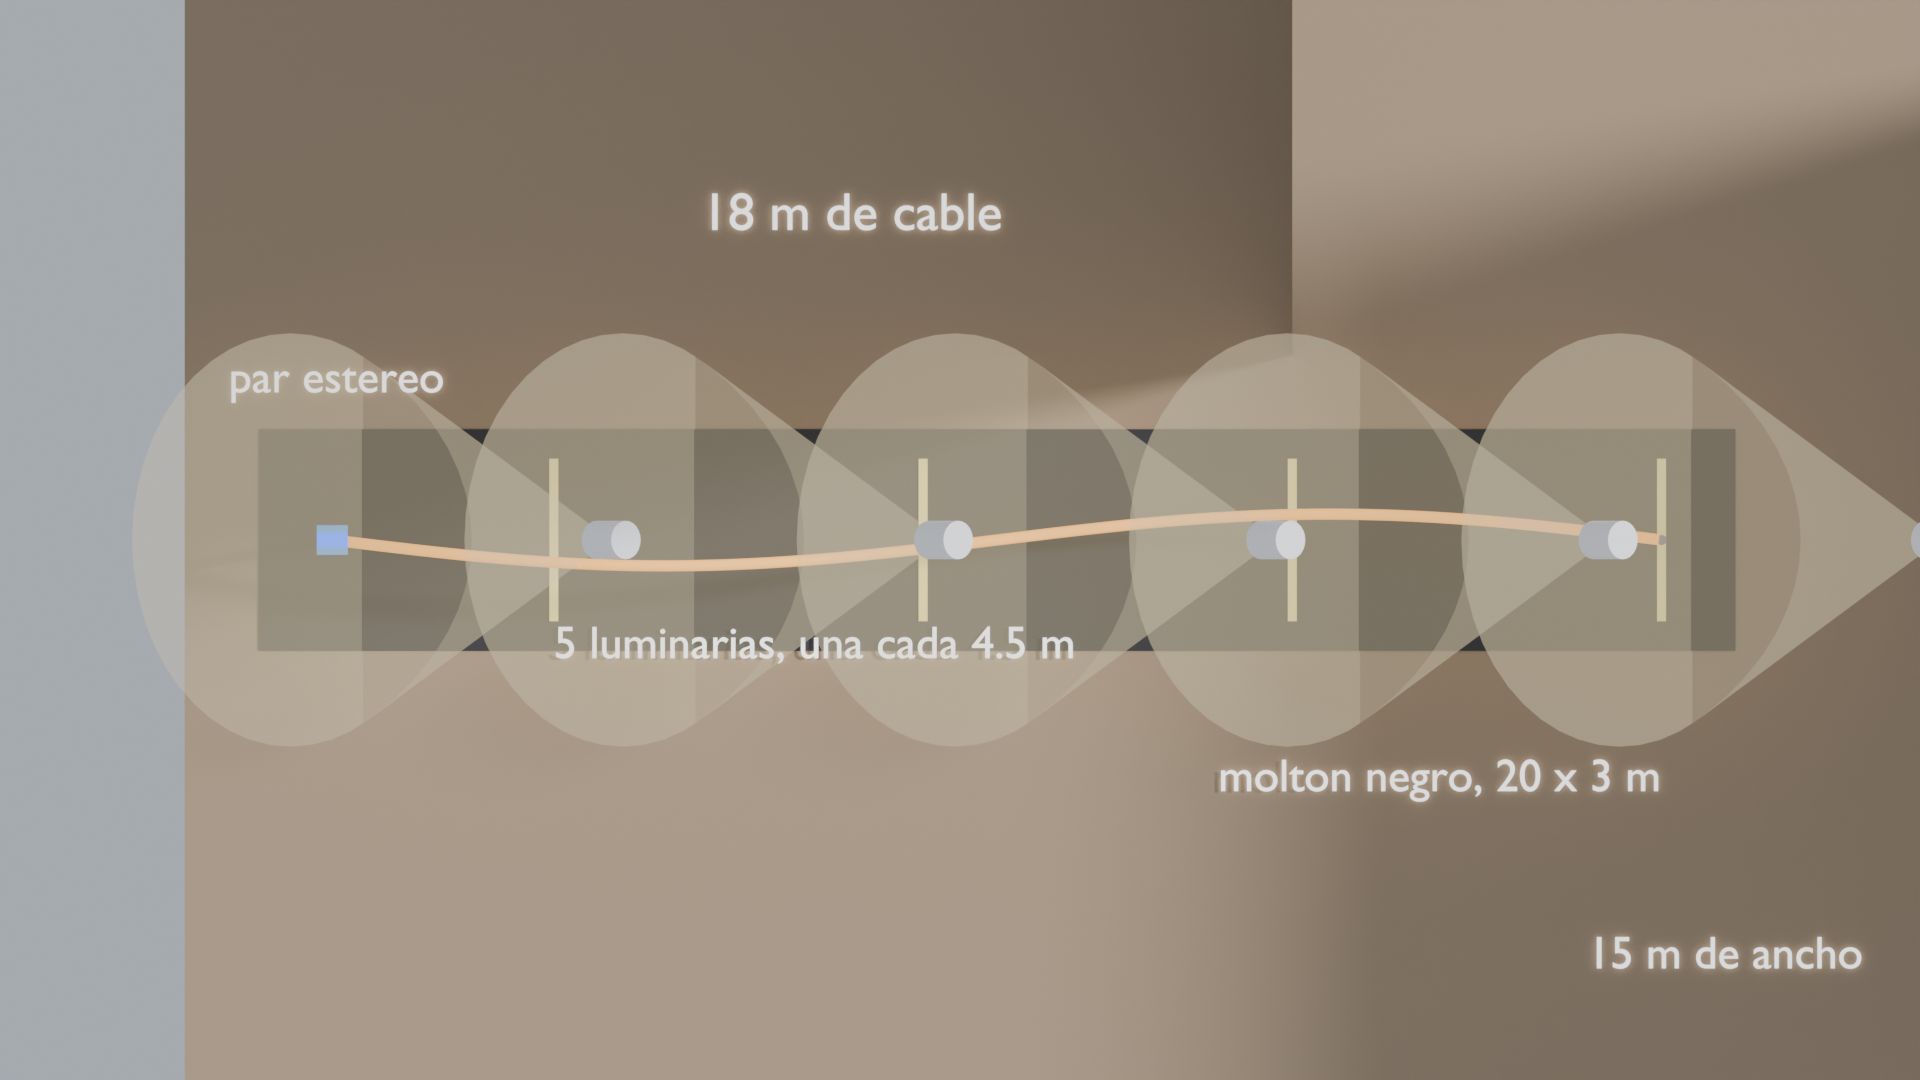 18 m de cable
par estereo
5 luminarias, una cada 4.5 m
molton negro, 20 x 3 m
15 m de ancho